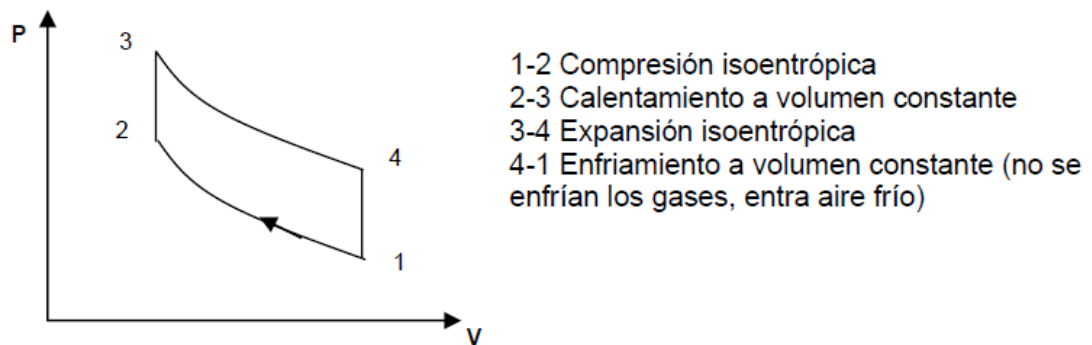 P
3
2
4
1
V
1-2 Compresión isoentrópica
2-3 Calentamiento a volumen constante
3-4 Expansión isoentrópica
4-1 Enfriamiento a volumen constante (no se
enfrían los gases, entra aire frío)